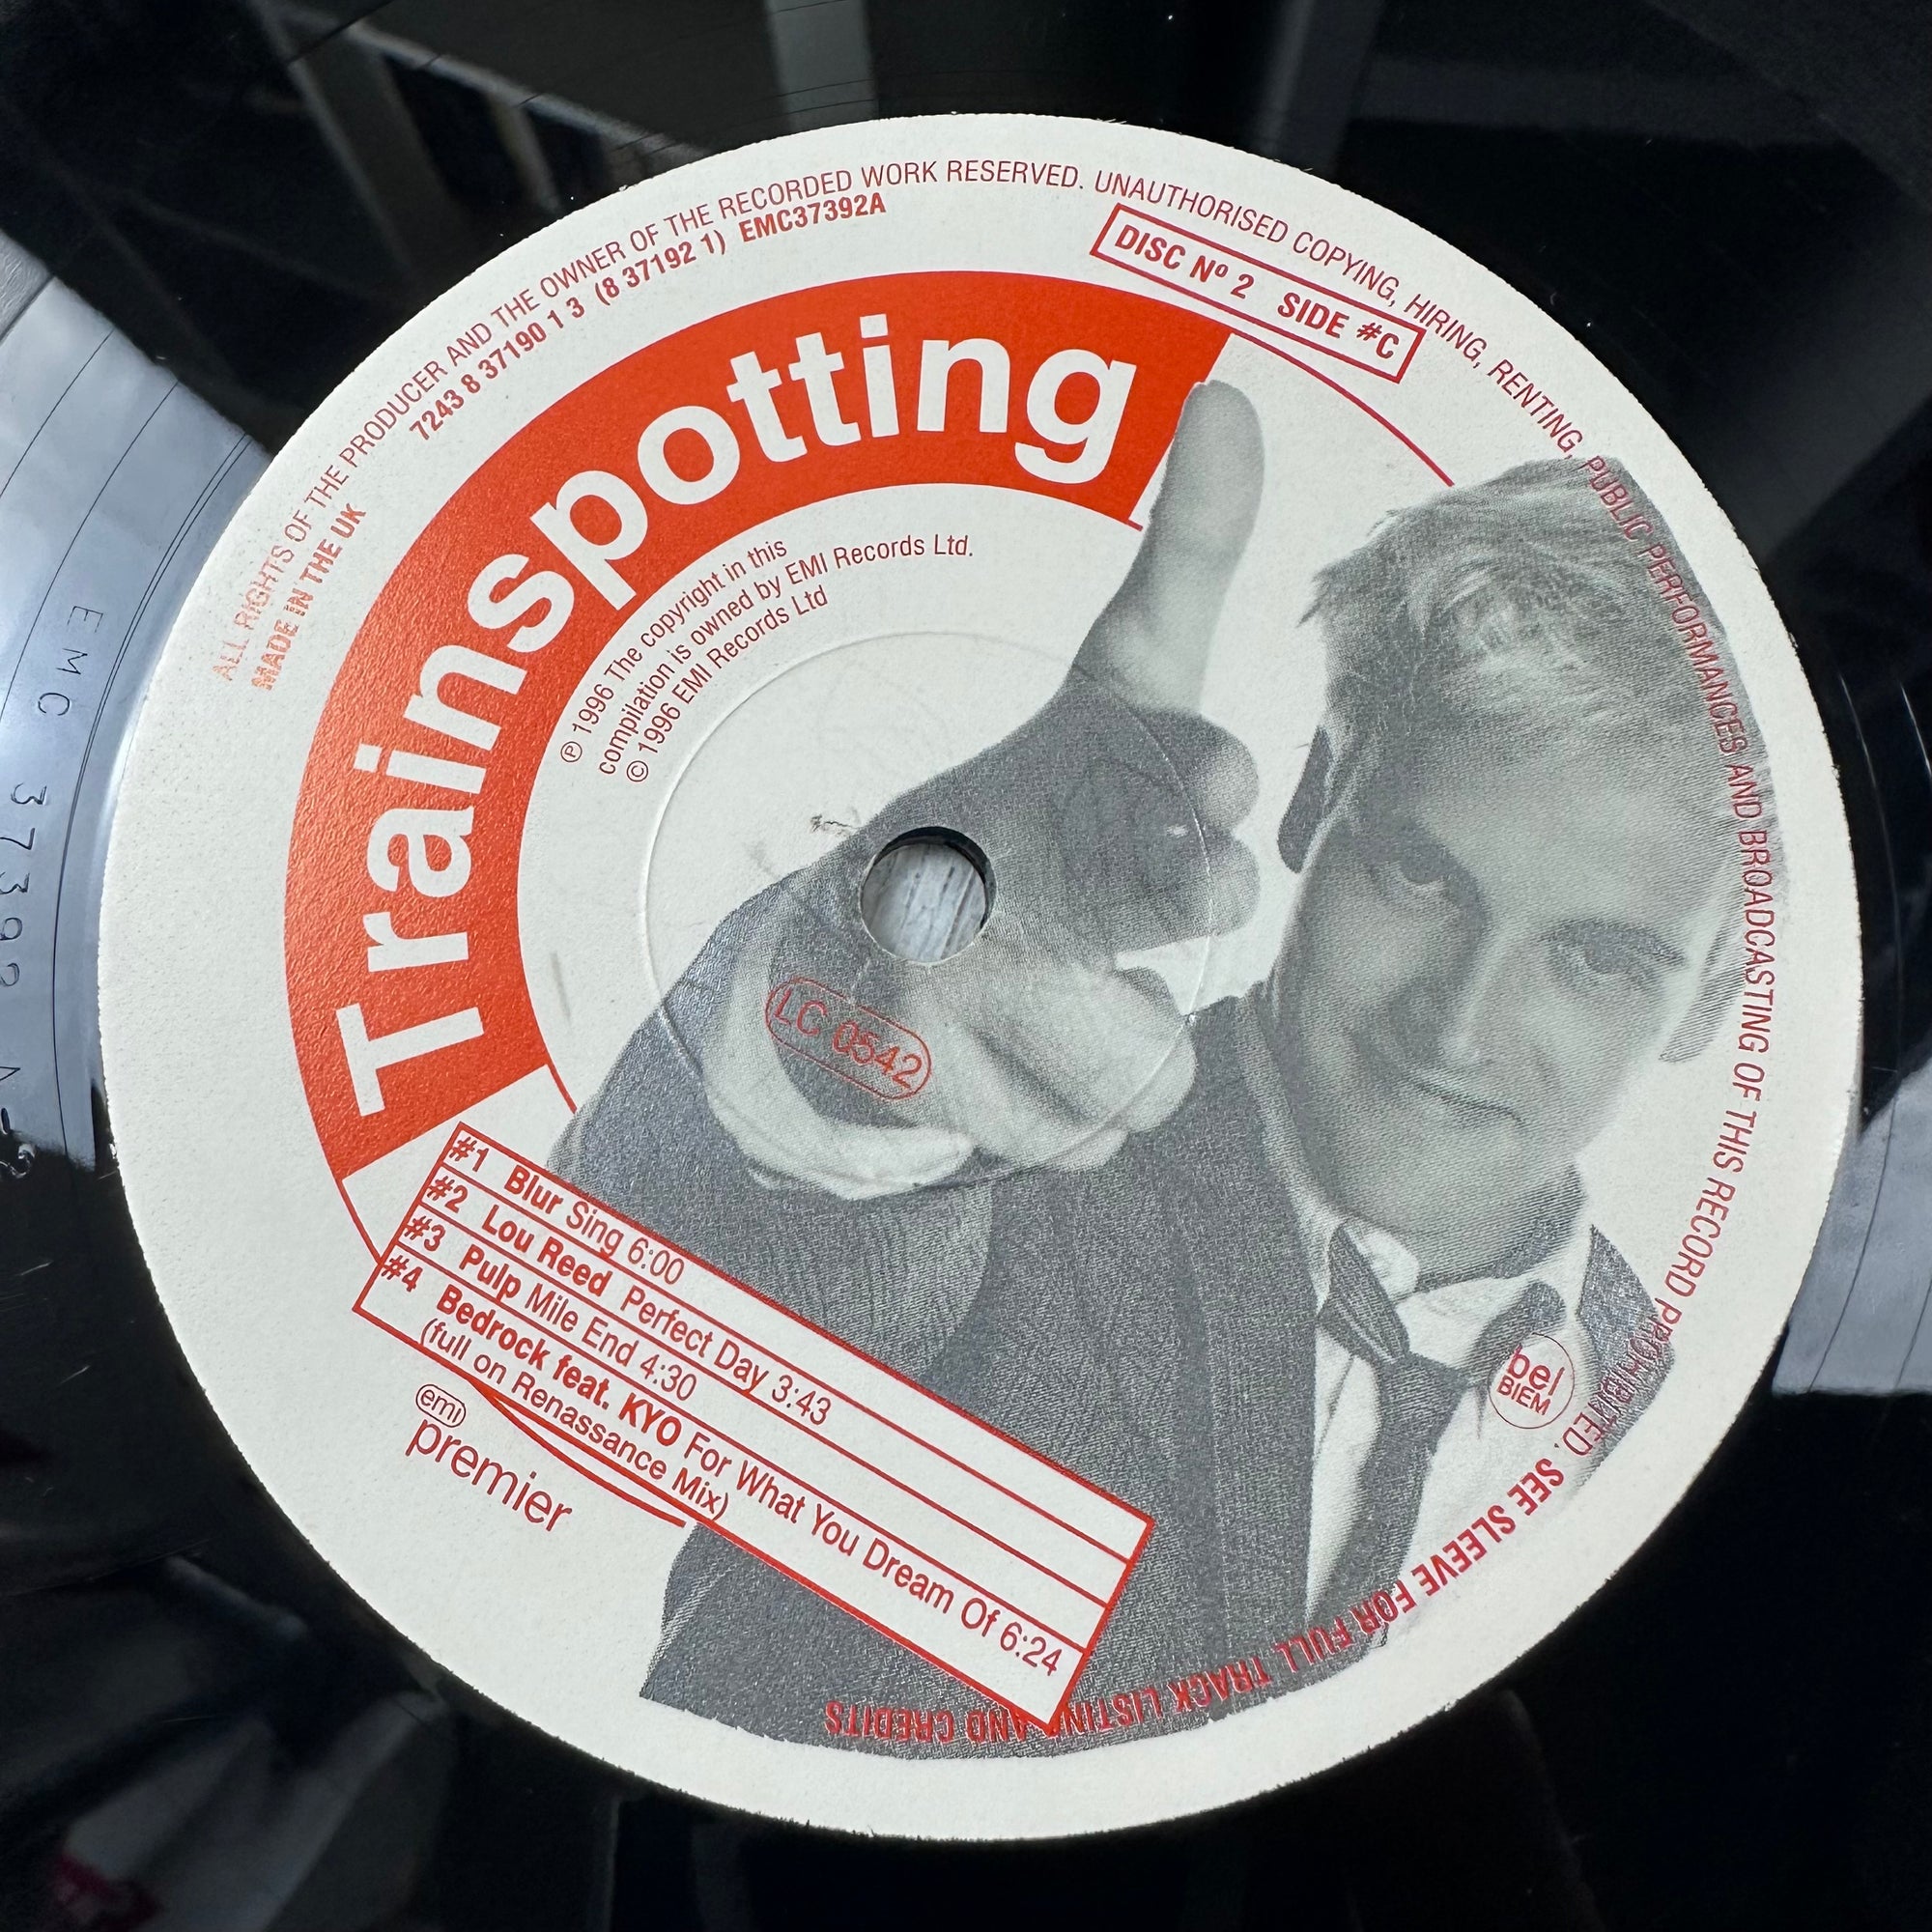 ALL RIGHTS OF THE PRODUCER AND THE OWNER OF THE RECORDED WORK RESERVED. UNAUTHORISED COPYING, HIRING, RENTING, PUBLIC PERFORMANCES AND BROADCASTING OF THIS RECORD PROHIBITED. SEE SLEEVE FOR FULL TRACK LISTING AND CREDITS
MADE IN THE UK
7243 8 37190 1 3 (8 37192 1) EMC37392A
DISC Nº 2 SIDE #C
Trainspotting
℗ 1996 The copyright in this
compilation is owned by EMI Records Ltd.
© 1996 EMI Records Ltd
LC 0542
#1 Blur Sing 6:00
#2 Lou Reed Perfect Day 3:43
#3 Pulp Mile End 4:30
#4 Bedrock feat. KYO For What You Dream Of 6:24
(full on Renassance Mix)
emi
premier
bel
BIEM
EMC 37392